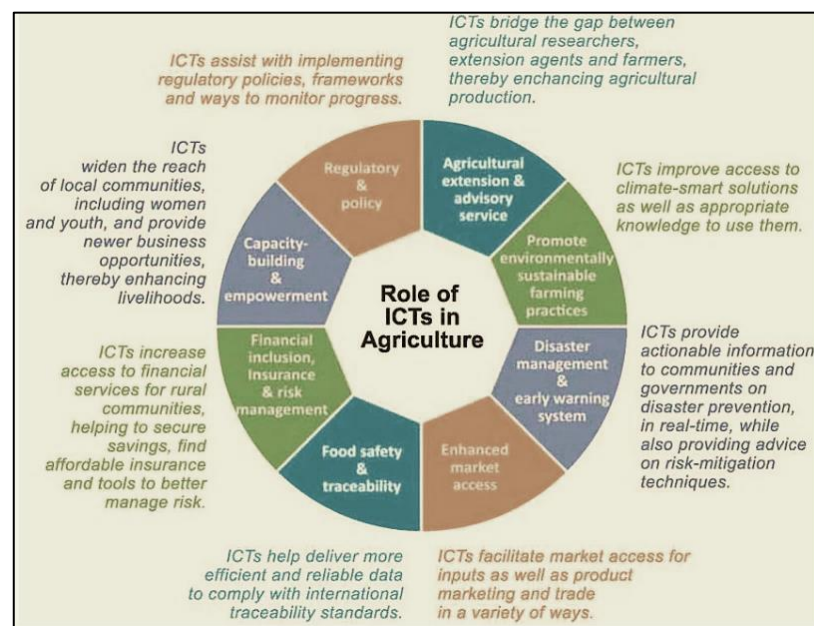 ICTs bridge the gap between
agricultural researchers,
extension agents and farmers,
thereby enchancing agricultural
production.
ICTs assist with implementing
regulatory policies, frameworks
and ways to monitor progress.
ICTs
widen the reach
of local communities,
including women
and youth, and provide
newer business
opportunities,
thereby enhancing
livelihoods.
Regulatory
&
policy
Agricultural
extension &
advisory
service
ICTs improve access to
climate-smart solutions
as well as appropriate
knowledge to use them.
Capacity-
building
&
empowerment
Promote
environmentally
sustainable
farming
practices
Role of
ICTs in
Agriculture
ICTs increase
access to financial
services for rural
communities,
helping to secure
savings, find
affordable insurance
and tools to better
manage risk.
Financial
inclusion,
Insurance
& risk
management
Disaster
management
&
early warning
system
ICTs provide
actionable information
to communities and
governments on
disaster prevention,
in real-time, while
also providing advice
on risk-mitigation
techniques.
Food safety
&
traceability
Enhanced
market
access
ICTs help deliver more
efficient and reliable data
to comply with international
traceability standards.
ICTs facilitate market access for
inputs as well as product
marketing and trade
in a variety of ways.